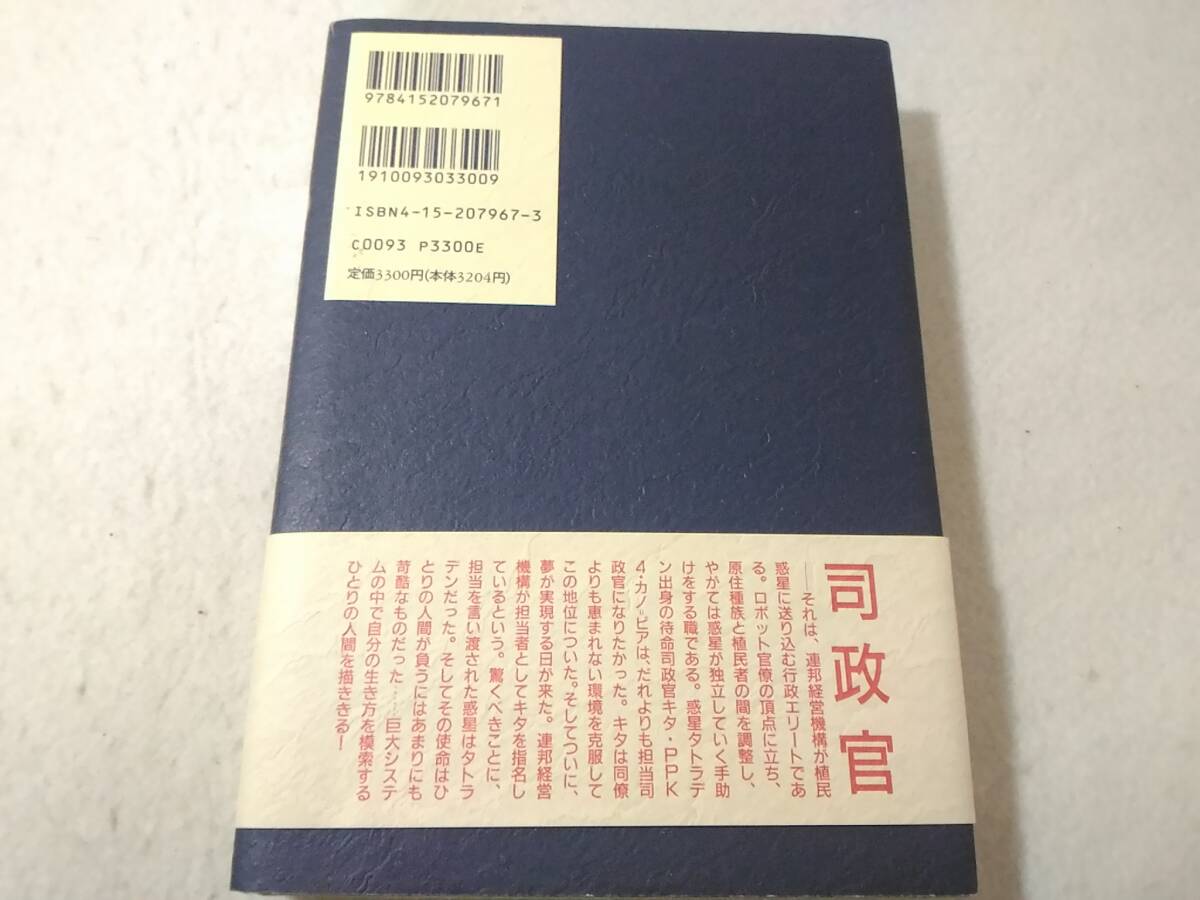 9784152079671
1910093033009
ISBN4-15-207967-3
C0093 P3300E
定価3300円(本体3204円)
司政官
──それは、連邦経営機構が植民
惑星に送り込む行政エリートであ
る。ロボット官僚の頂点に立ち、
原住種族と植民者の間を調整し、
やがては惑星が独立していく手助
けをする職である。惑星タトラデ
ン出身の待命司政官キタ・PPK
4・カノ=ビアは、だれよりも担当司
政官になりたかった。キタは同僚
よりも恵まれない環境を克服して
この地位についた。そしてついに、
夢が実現する日が来た。連邦経営
機構が担当者としてキタを指名し
ているという。驚くべきことに、
担当を言い渡された惑星はタトラ
デンだった。そしてその使命はひ
とりの人間が負うにはあまりにも
苛酷なものだった……巨大システ
ムの中で自分の生き方を模索する
ひとりの人間を描ききる!